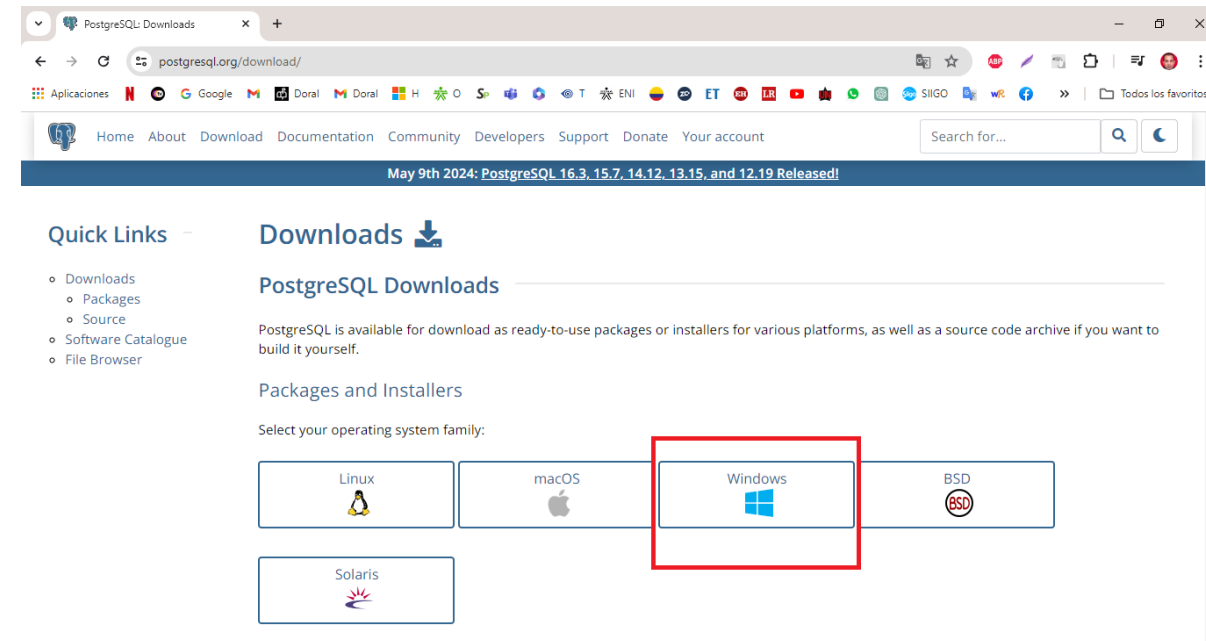 PostgreSQL: Downloads
postgresql.org/download/
ABP
Aplicaciones N G Google M Doral M Doral H O S ENI ET EH LR SIIGO wR Todos los favoritos
Home About Download Documentation Community Developers Support Donate Your account Search for...
May 9th 2024: PostgreSQL 16.3, 15.7, 14.12, 13.15, and 12.19 Released!
Quick Links
Downloads
Packages
Source
Software Catalogue
File Browser
Downloads
PostgreSQL Downloads
PostgreSQL is available for download as ready-to-use packages or installers for various platforms, as well as a source code archive if you want to
build it yourself.
Packages and Installers
Select your operating system family:
Linux macOS Windows BSD
BSD
Solaris